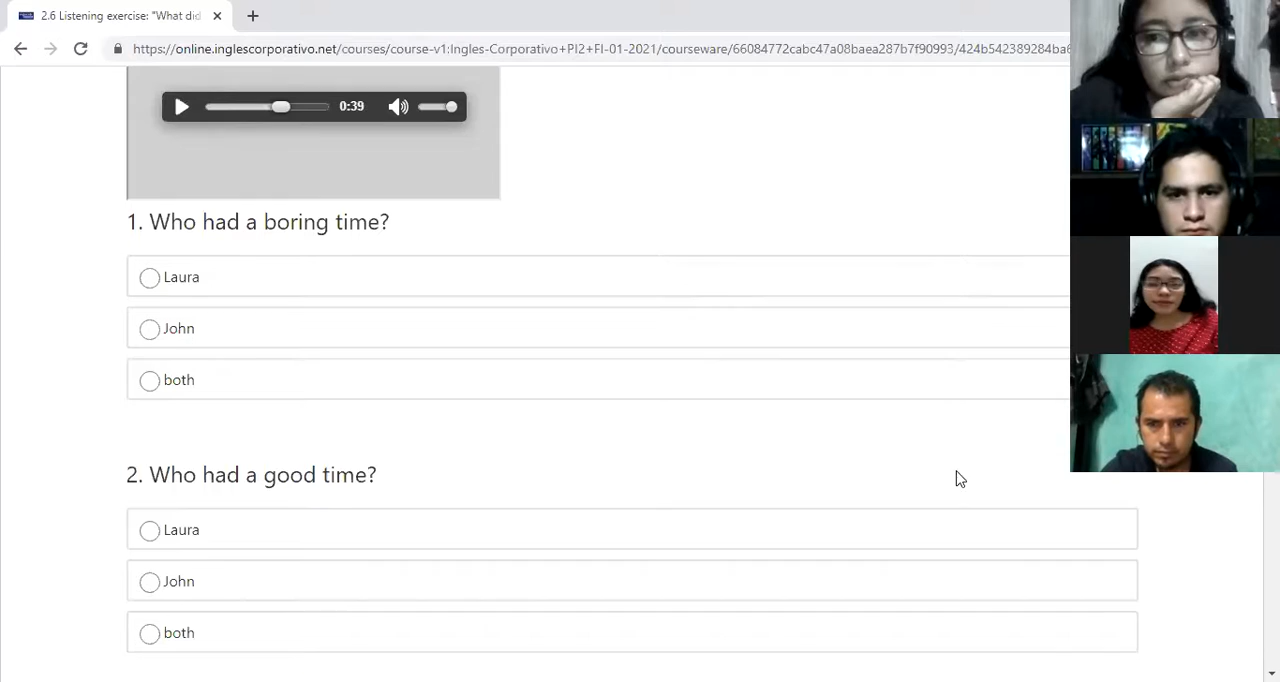 2.6 Listening exercise: "What did
https://online.inglescorporativo.net/courses/course-v1:Ingles-Corporativo+PI2+FI-01-2021/courseware/66084772cabc47a08baea287b7f90993/424b542389284ba6
0:39
1. Who had a boring time?
Laura
John
both
2. Who had a good time?
Laura
John
both